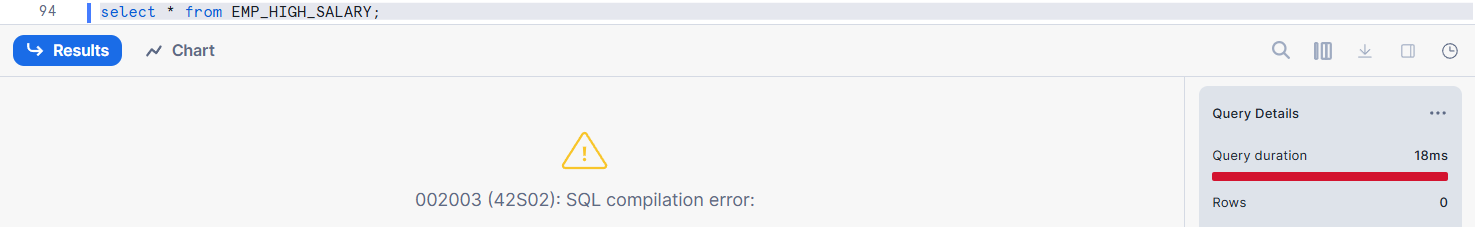 94 select * from EMP_HIGH_SALARY;
Results Chart
Query Details
Query duration 18ms
002003 (42S02): SQL compilation error:
Rows 0